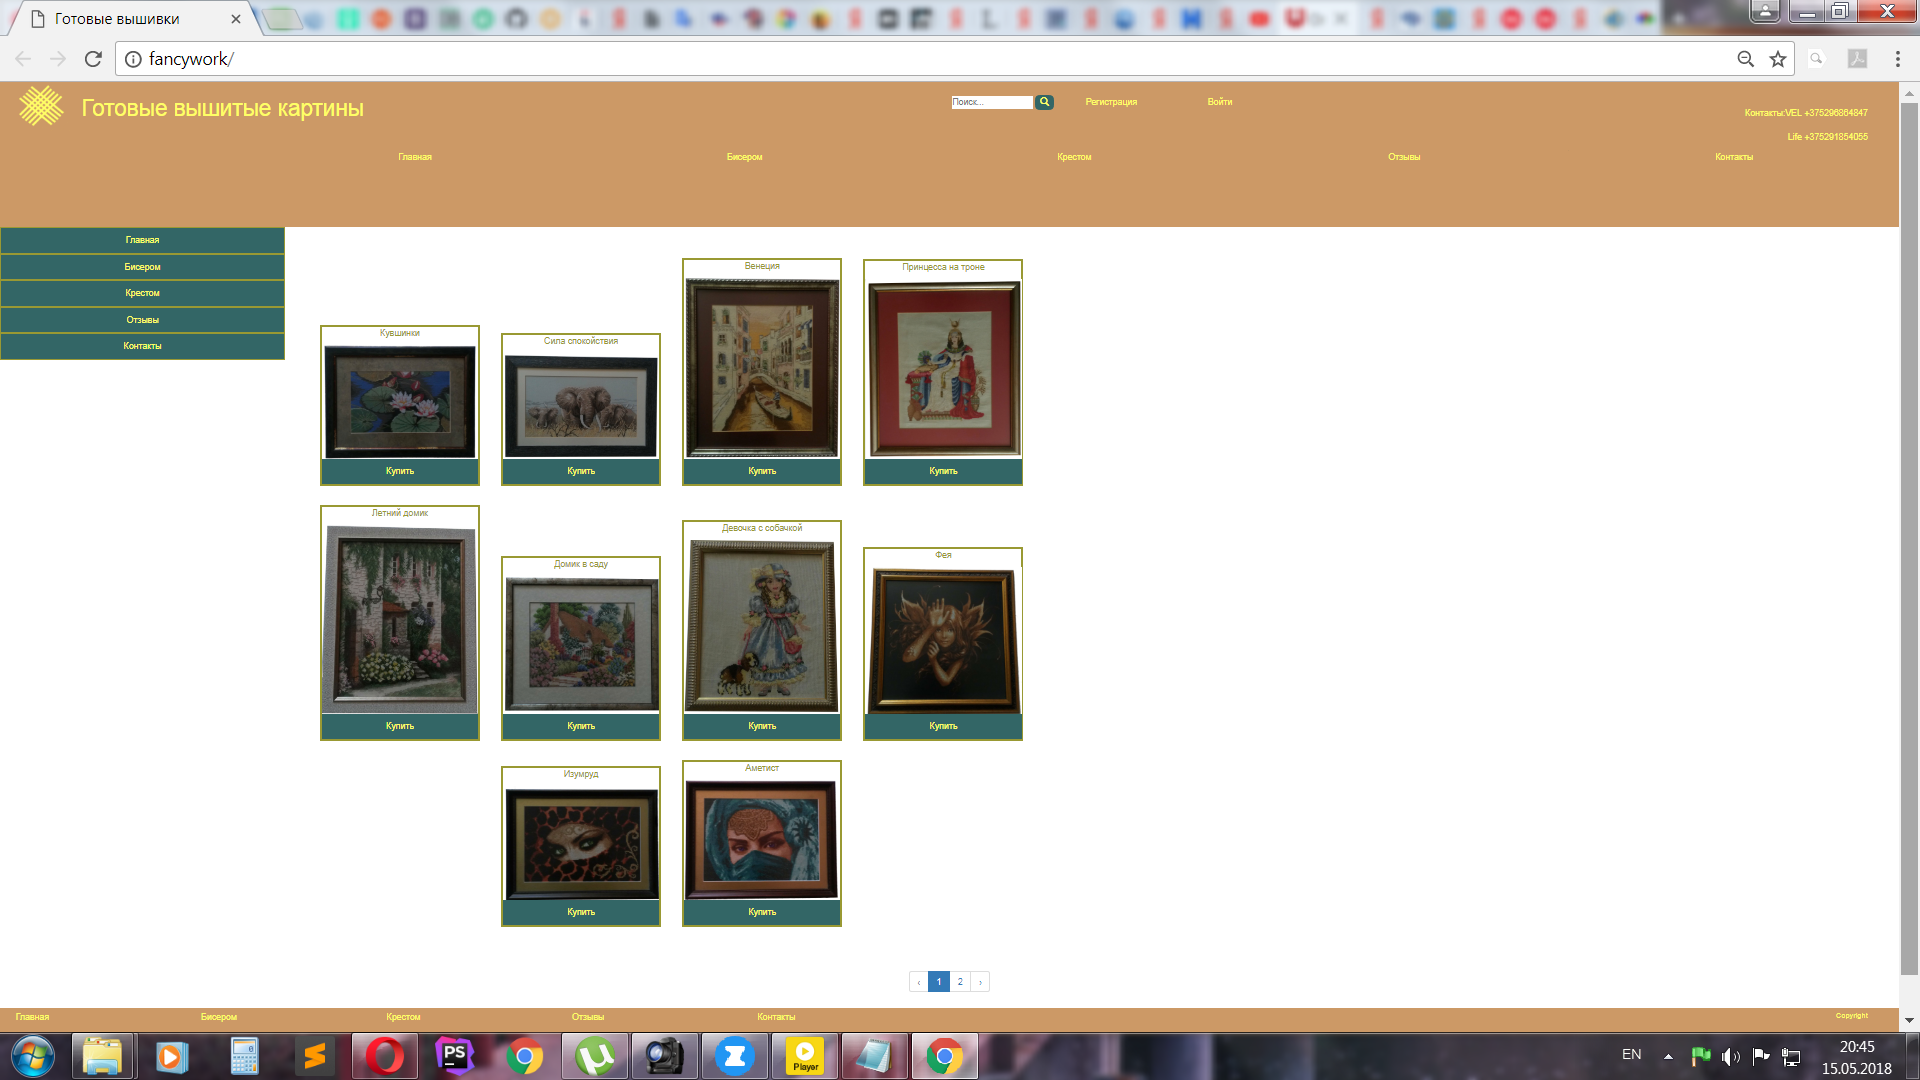 Готовые вышивки
fancywork/
Готовые вышитые картины
Поиск...
Регистрация
Войти
Контакты:VEL +375296864847
Life +375291854055
Главная
Бисером
Крестом
Отзывы
Контакты
Главная
Бисером
Крестом
Отзывы
Контакты
Кувшинки
Купить
Сила спокойствия
Купить
Венеция
Купить
Принцесса на троне
Купить
Летний домик
Купить
Домик в саду
Купить
Девочка с собачкой
Купить
Фея
Купить
Изумруд
Купить
Аметист
Купить
‹ 1 2 ›
Главная
Бисером
Крестом
Отзывы
Контакты
Copyright
PS
Player
EN
20:45
15.05.2018